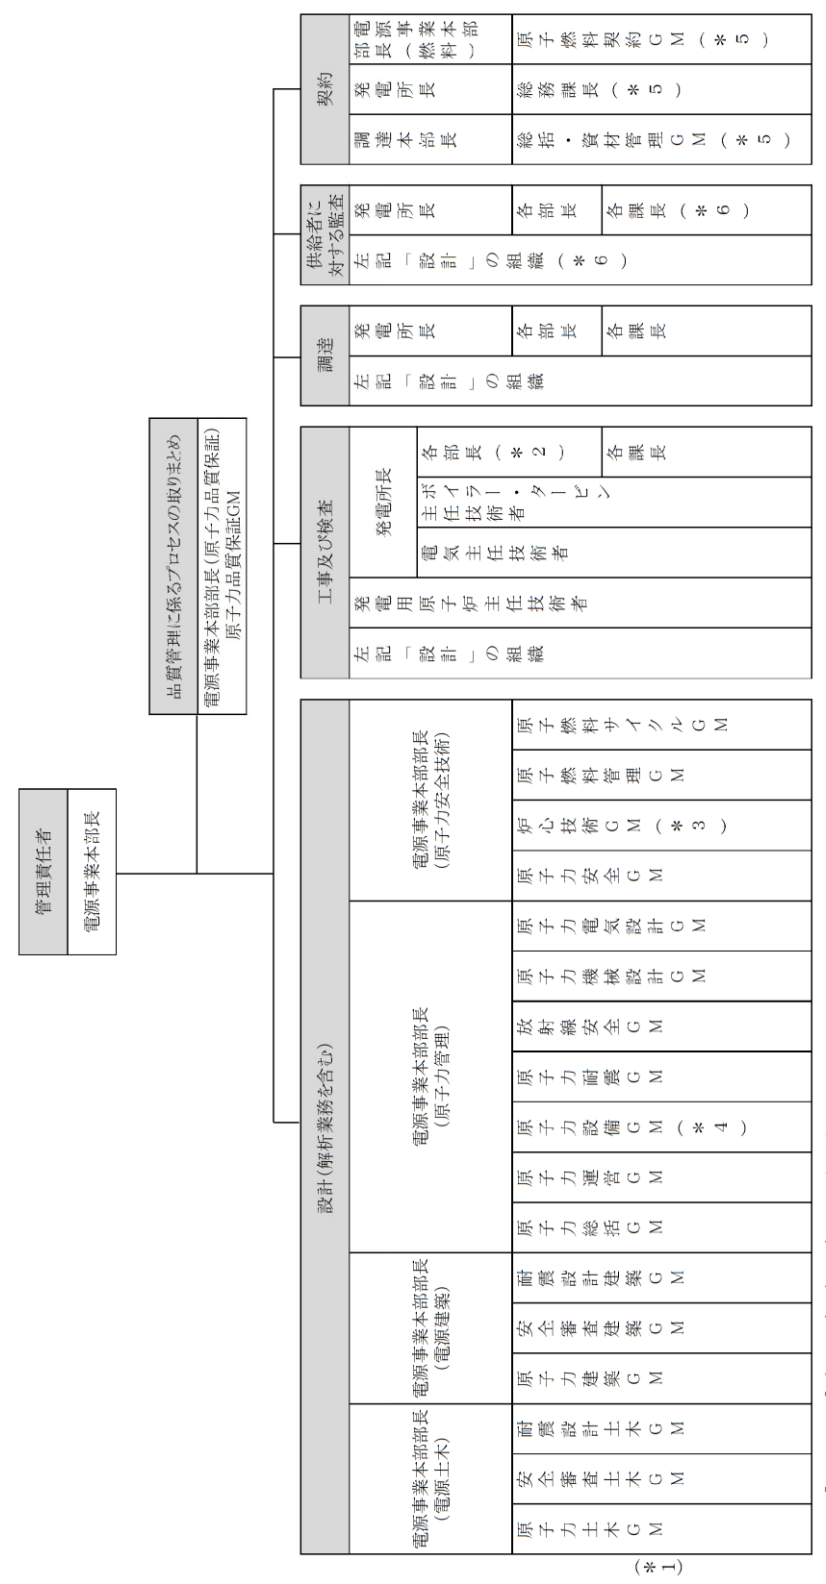 管理責任者
電源事業本部長
品質管理に係るプロセスの取りまとめ
電源事業本部部長(原子力品質保証)
原子力品質保証GM
設計(解析業務を含む)
電源事業本部部長
(電源土木)
原子力土木GM
安全審査土木GM
耐震設計土木GM
電源事業本部部長
(電源建築)
原子力建築GM
安全審査建築GM
耐震設計建築GM
電源事業本部部長
(原子力管理)
原子力総括GM
原子力運営GM
原子力設備GM(*4)
原子力耐震GM
放射線安全GM
原子力機械設計GM
原子力電気設計GM
電源事業本部部長
(原子力安全技術)
原子力安全GM
炉心技術GM(*3)
原子燃料管理GM
原子燃料サイクルGM
(*1)
工事及び検査
左記「設計」の組織
発電用原子炉主任技術者
発電所長
電気主任技術者
ボイラー・タービン
主任技術者
各部長(*2)
各課長
調達
左記「設計」の組織
発電所長
各部長
各課長
供給者に
対する監査
左記「設計」の組織(*6)
発電所長
各部長
各課長(*6)
契約
調達本部長
総括・資材管理GM(*5)
発電所長
総務課長(*5)
電源事業本部
部長(燃料)
原子燃料契約GM(*5)